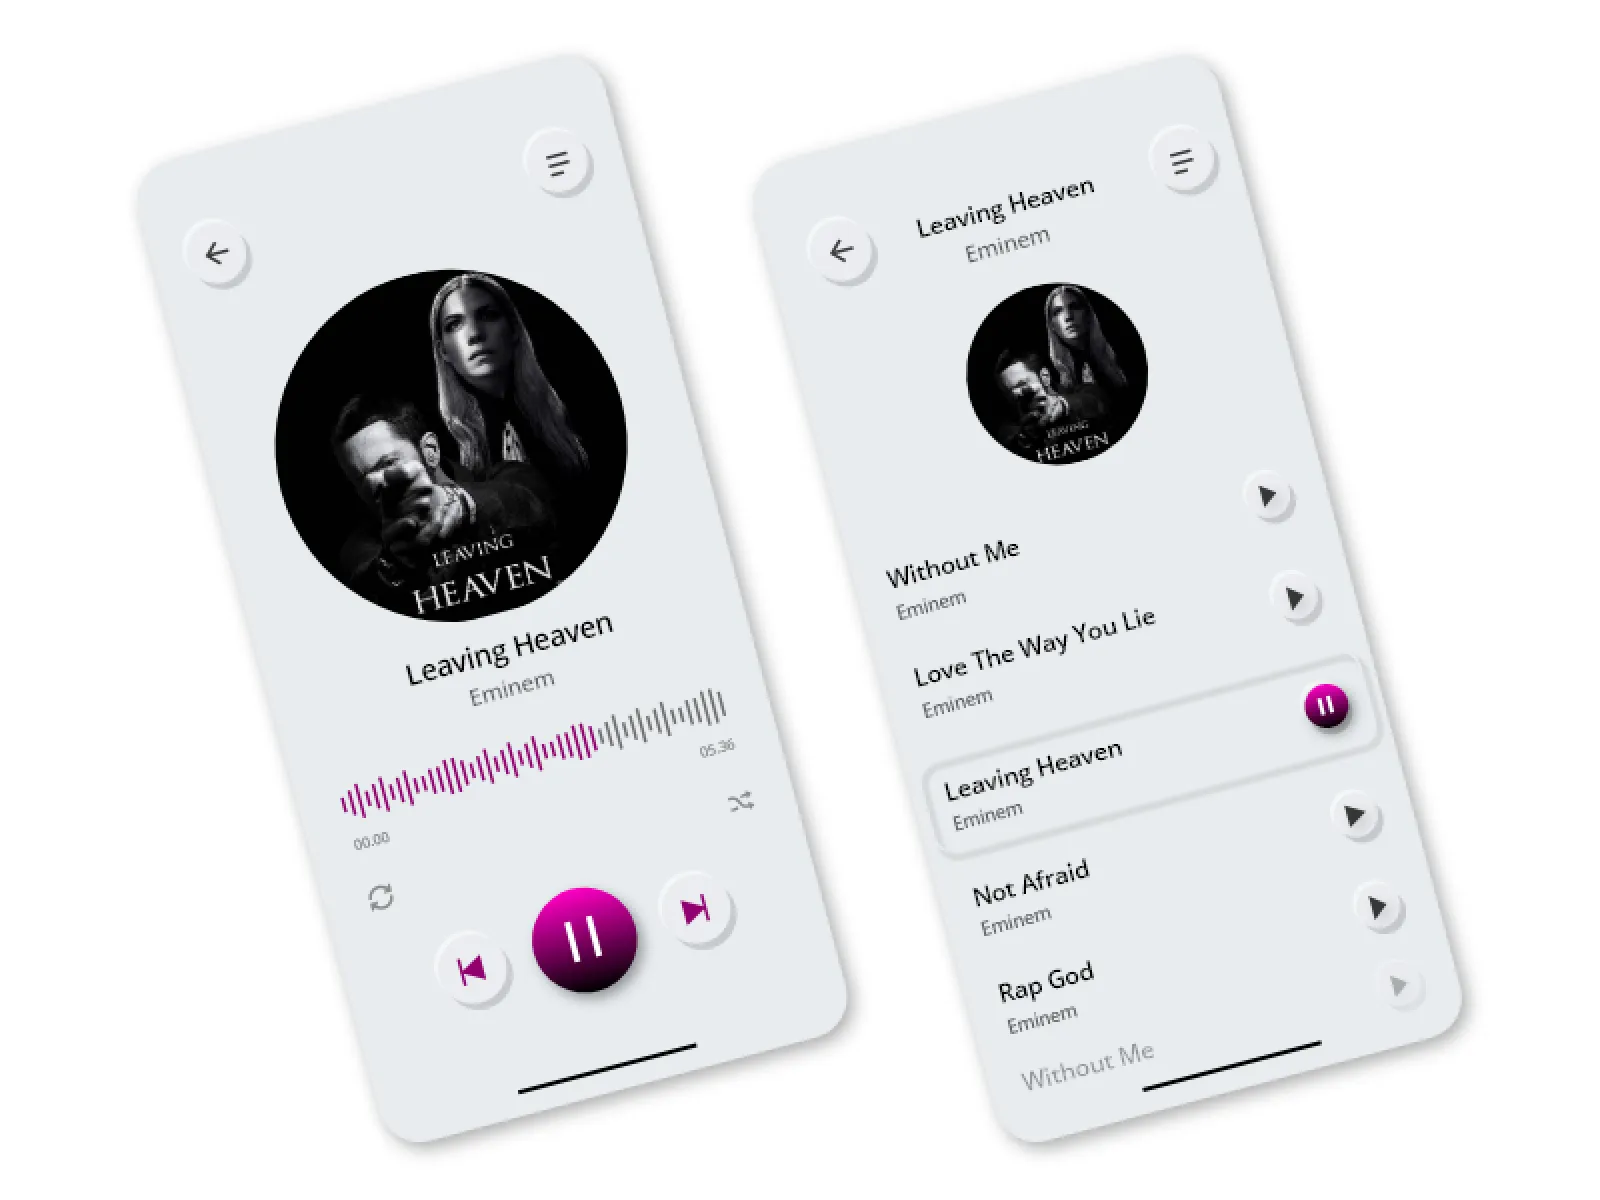 LEAVING
HEAVEN
Leaving Heaven
Eminem
05.36
00.00
Leaving Heaven
Eminem
LEAVING
HEAVEN
Without Me
Eminem
Love The Way You Lie
Eminem
Leaving Heaven
Eminem
Not Afraid
Eminem
Rap God
Eminem
Without Me